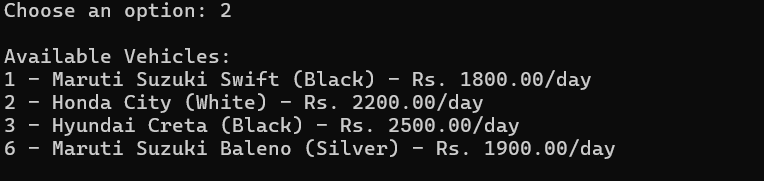 Choose an option: 2
Available Vehicles:
1 - Maruti Suzuki Swift (Black) - Rs. 1800.00/day
2 - Honda City (White) - Rs. 2200.00/day
3 - Hyundai Creta (Black) - Rs. 2500.00/day
6 - Maruti Suzuki Baleno (Silver) - Rs. 1900.00/day